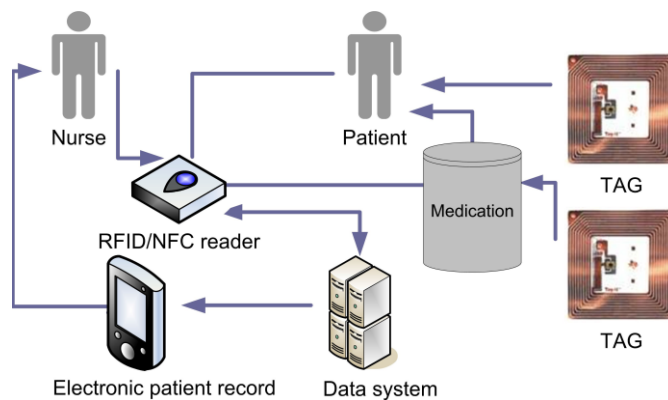 Nurse
Patient
TAG
Medication
RFID/NFC reader
TAG
Electronic patient record
Data system